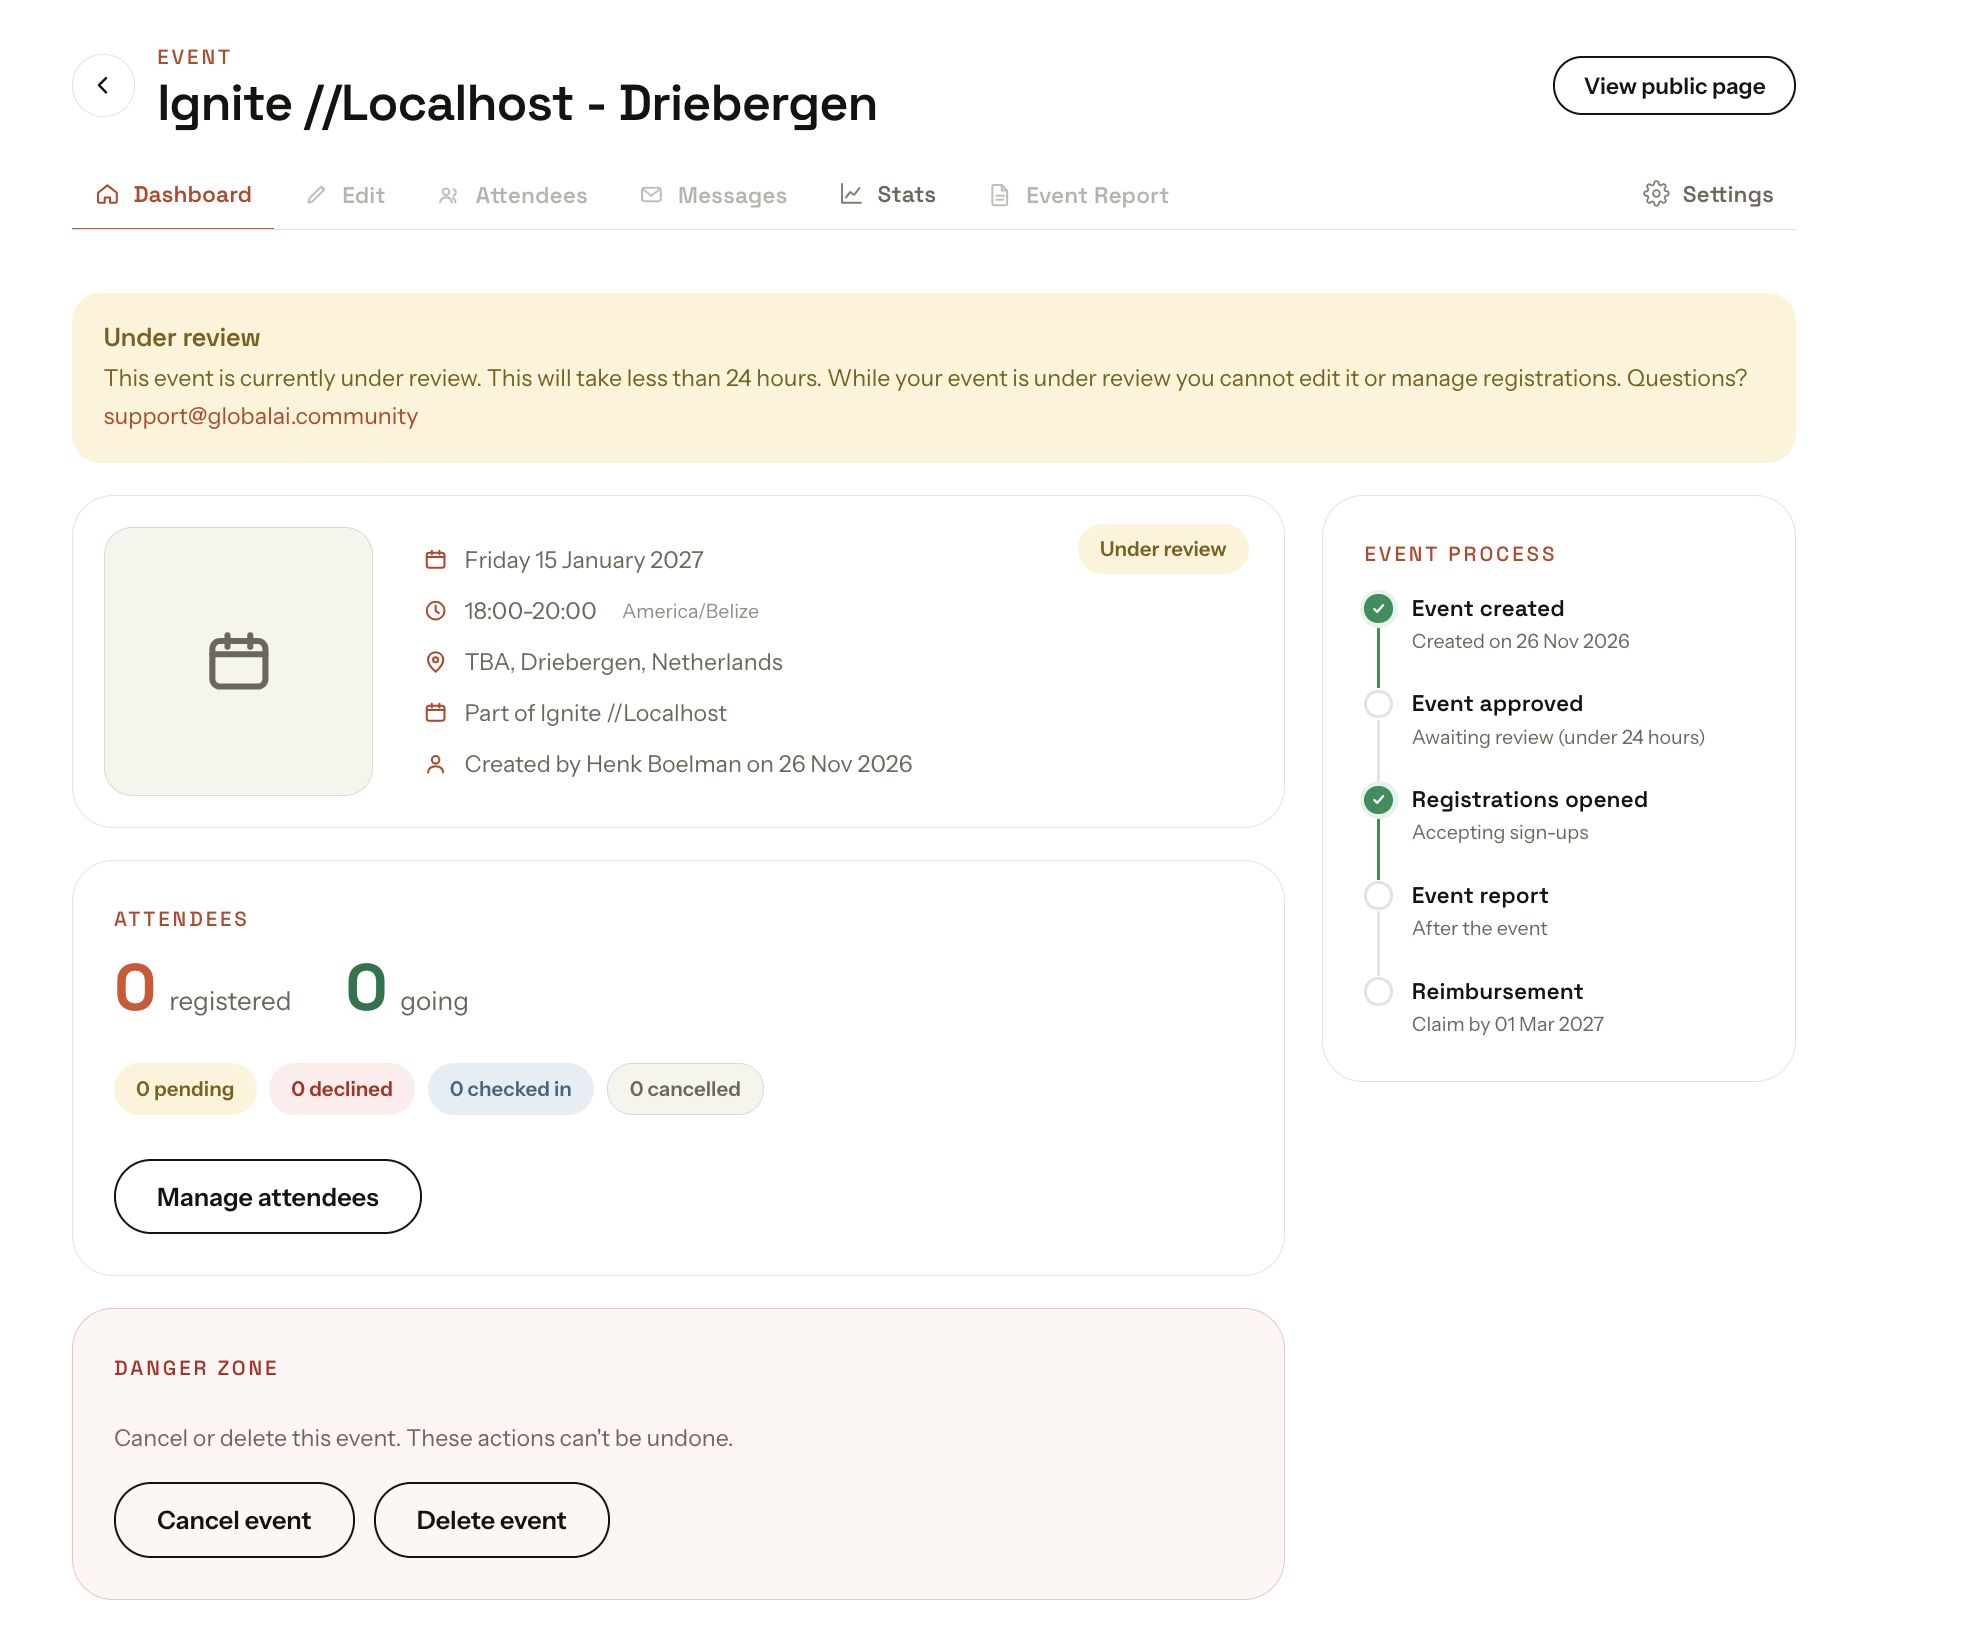 EVENT
Ignite //Localhost - Driebergen
View public page
Dashboard
Edit
Attendees
Messages
Stats
Event Report
Settings
Under review
This event is currently under review. This will take less than 24 hours. While your event is under review you cannot edit it or manage registrations. Questions?
support@globalai.community
Under review
Friday 15 January 2027
18:00-20:00 America/Belize
TBA, Driebergen, Netherlands
Part of Ignite //Localhost
Created by Henk Boelman on 26 Nov 2026
ATTENDEES
0 registered 0 going
0 pending
0 declined
0 checked in
0 cancelled
Manage attendees
DANGER ZONE
Cancel or delete this event. These actions can't be undone.
Cancel event
Delete event
EVENT PROCESS
Event created
Created on 26 Nov 2026
Event approved
Awaiting review (under 24 hours)
Registrations opened
Accepting sign-ups
Event report
After the event
Reimbursement
Claim by 01 Mar 2027